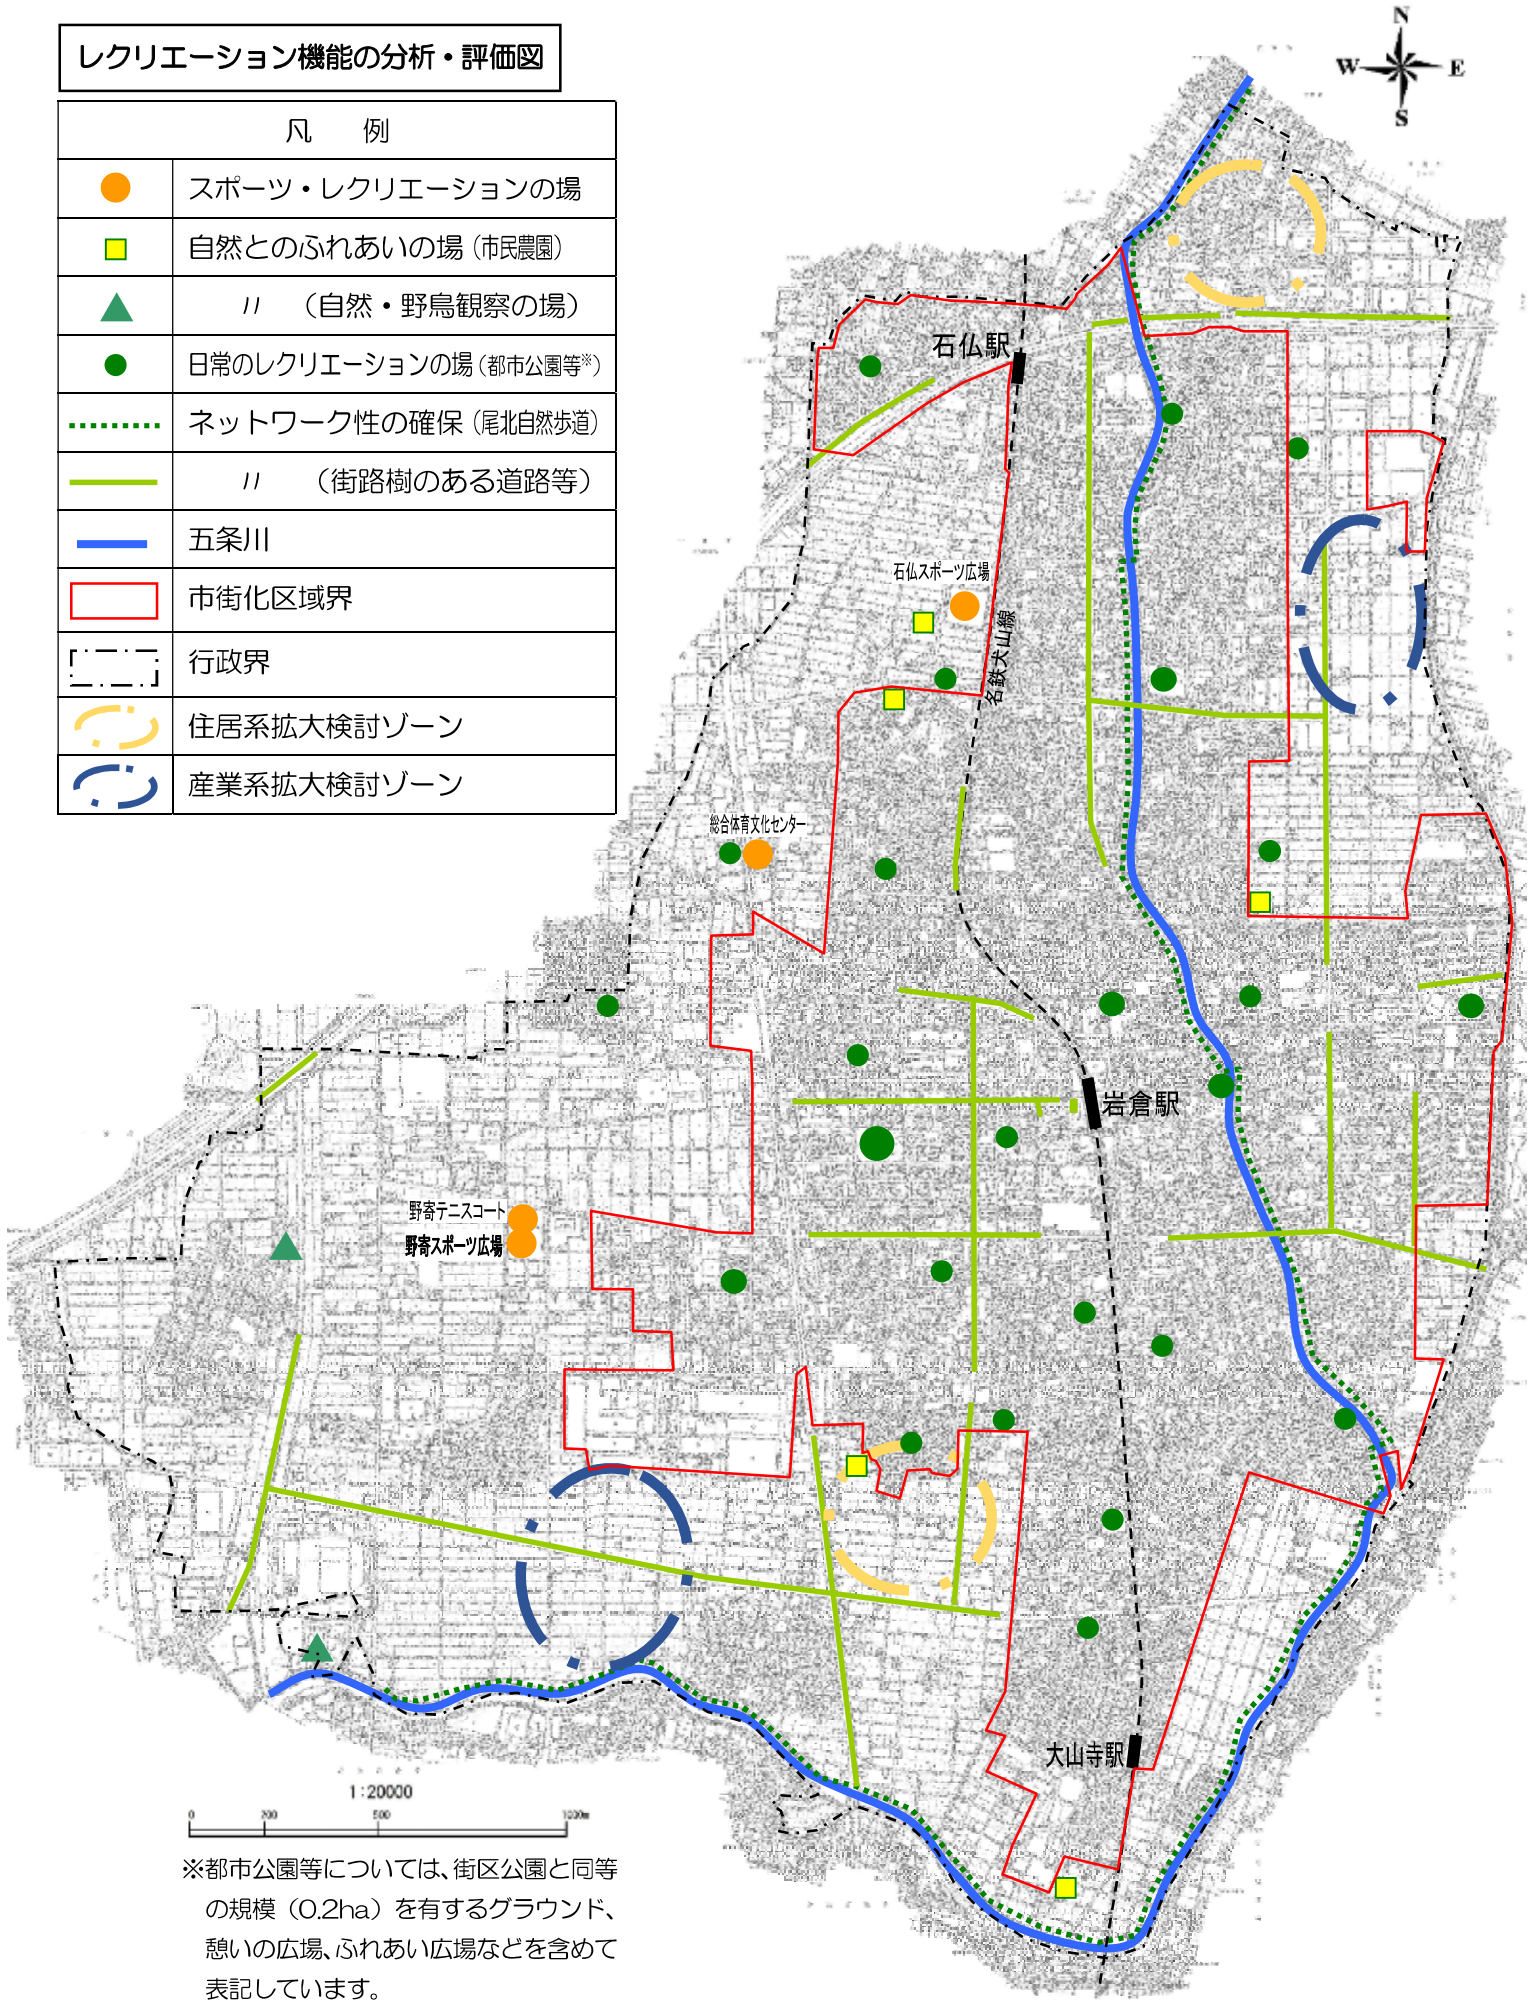 レクリエーション機能の分析・評価図
凡　例
スポーツ・レクリエーションの場
自然とのふれあいの場（市民農園）
〃　（自然・野鳥観察の場）
日常のレクリエーションの場（都市公園等※）
ネットワーク性の確保（尾北自然歩道）
〃　（街路樹のある道路等）
五条川
市街化区域界
行政界
住居系拡大検討ゾーン
産業系拡大検討ゾーン
N
W
E
S
石仏駅
石仏スポーツ広場
名鉄犬山線
総合体育文化センター
岩倉駅
野寄テニスコート
野寄スポーツ広場
大山寺駅
1:20000
0 200 500 1000m
※都市公園等については、街区公園と同等
の規模（0.2ha）を有するグラウンド、
憩いの広場、ふれあい広場などを含めて
表記しています。